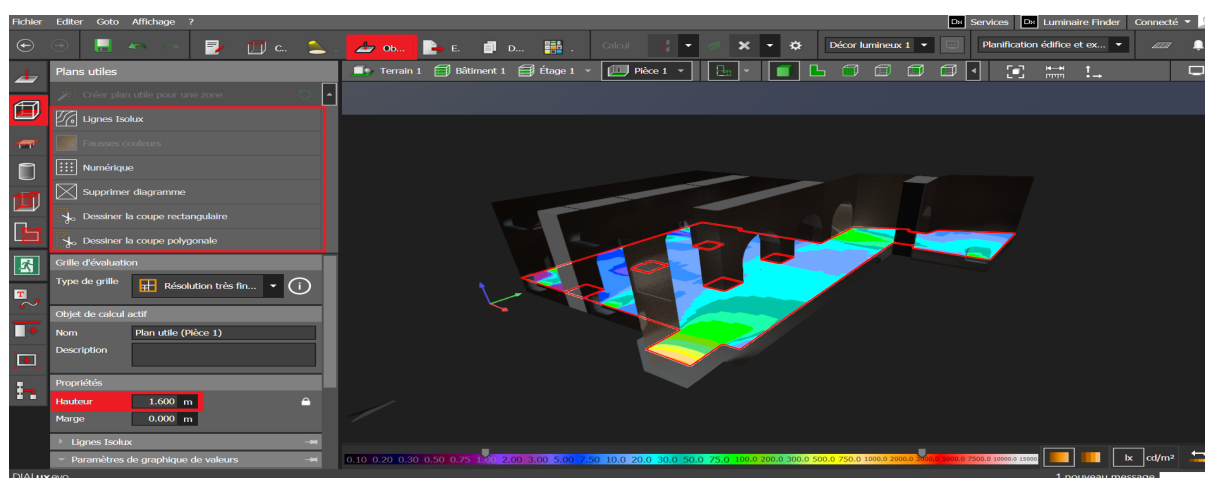 Fichier Editer Goto Affichage ?
DX Services DX Luminaire Finder Connecté
C.. Ob... E. D... Calcul Décor lumineux 1 Planification édifice et ex...
Plans utiles
Terrain 1 Bâtiment 1 Étage 1 Pièce 1
Créer plan utile pour une zone
Lignes Isolux
Fausses couleurs
Numérique
Supprimer diagramme
Dessiner la coupe rectangulaire
Dessiner la coupe polygonale
Grille d'évaluation
Type de grille Résolution très fin...
Objet de calcul actif
Nom Plan utile (Pièce 1)
Description
Propriétés
Hauteur 1.600 m
Marge 0.000 m
Lignes Isolux
Paramètres de graphique de valeurs
0.10 0.20 0.30 0.50 0.75 1.00 2.00 3.00 5.00 7.50 10.0 20.0 30.0 50.0 75.0 100.0 200.0 300.0 500.0 750.0 1000.0 2000.0 3000.0 5000.0 7500.0 10000.0 15000 lx cd/m²
DIALux evo 1 nouveau message